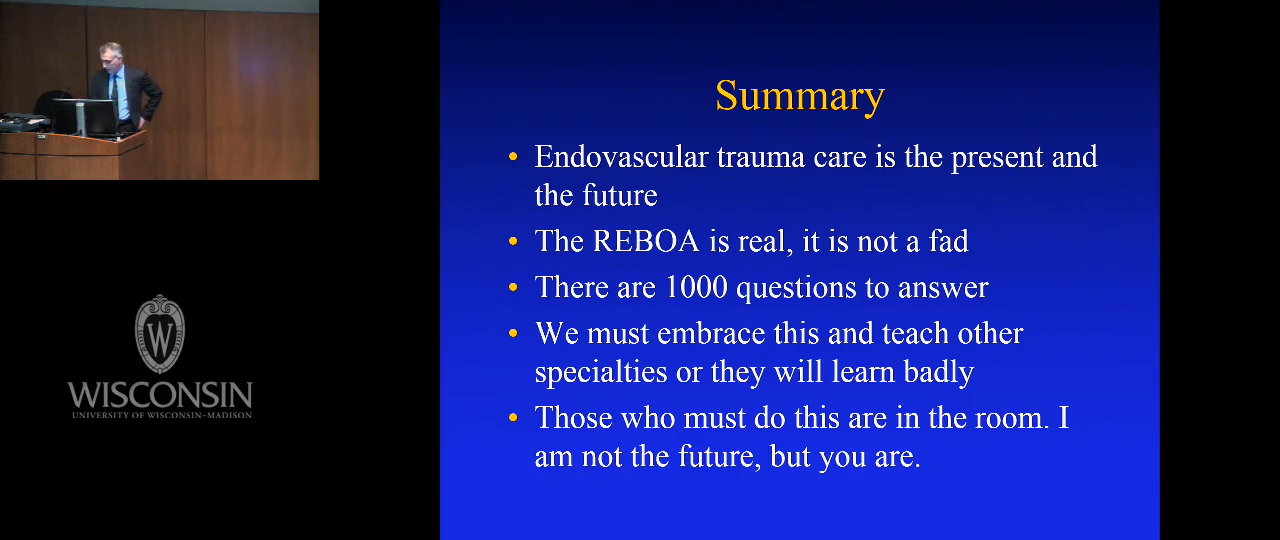 Summary
• Endovascular trauma care is the present and
the future
• The REBOA is real, it is not a fad
• There are 1000 questions to answer
• We must embrace this and teach other
specialties or they will learn badly
• Those who must do this are in the room. I
am not the future, but you are.
W
WISCONSIN
UNIVERSITY OF WISCONSIN–MADISON